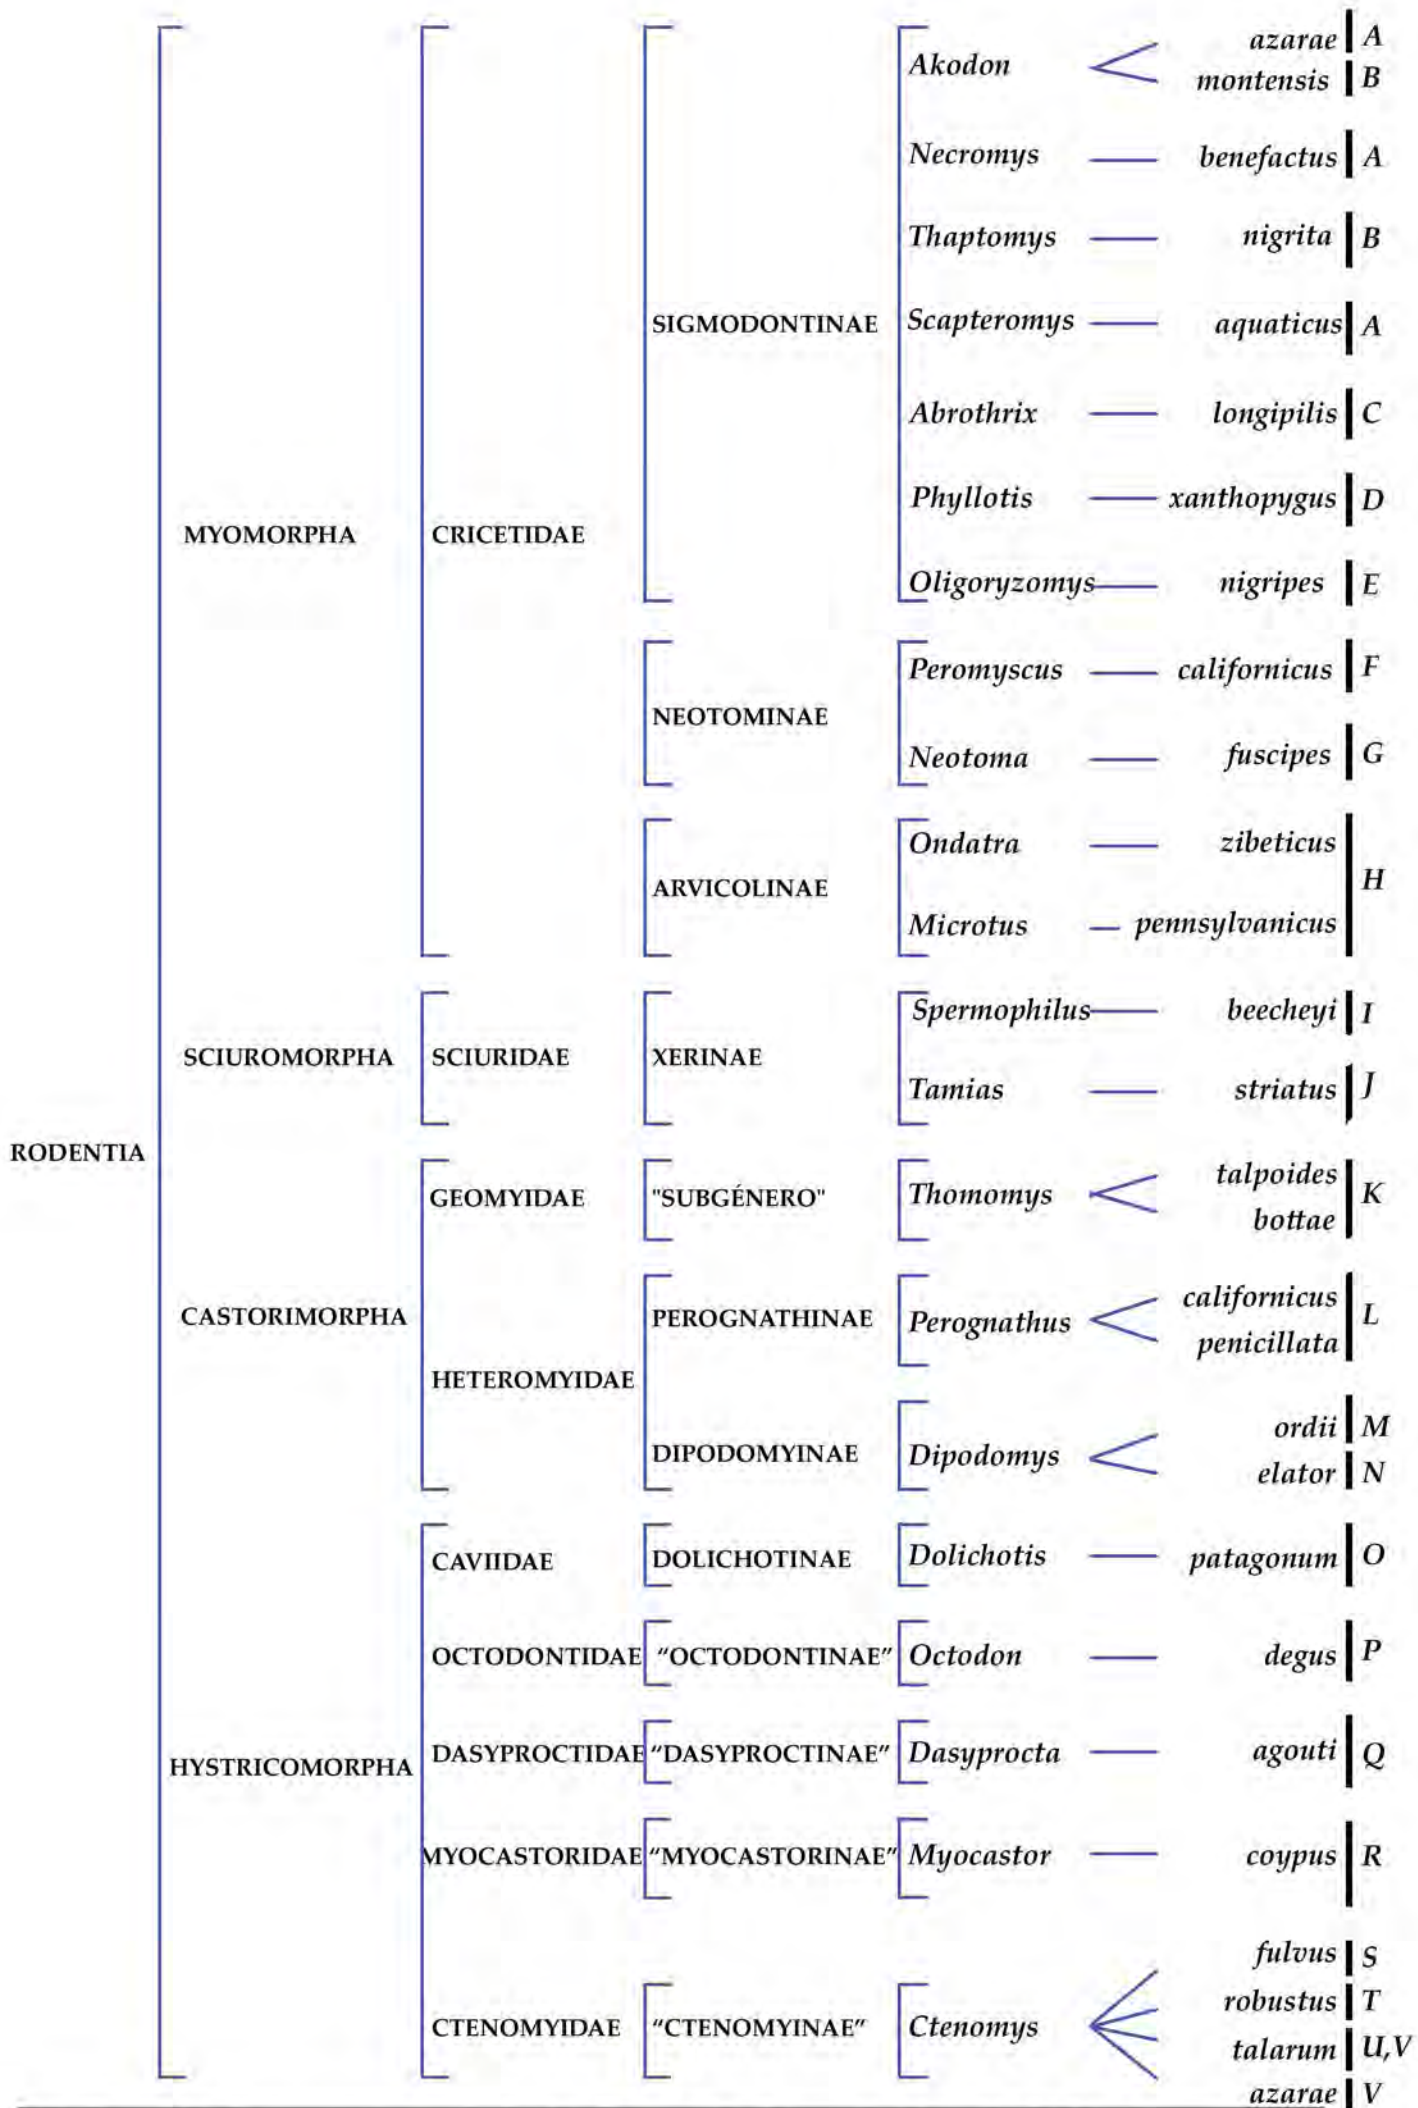 azarae A
Akodon
montensis B
Necromys benefactus A
Thaptomys nigrita B
SIGMODONTINAE Scapteromys aquaticus A
Abrothrix longipilis C
Phyllotis xanthopygus D
MYOMORPHA CRICETIDAE
Oligoryzomys nigripes E
Peromyscus californicus F
NEOTOMINAE
Neotoma fuscipes G
Ondatra zibeticus
ARVICOLINAE H
Microtus pennsylvanicus
Spermophilus beecheyi I
SCIUROMORPHA SCIURIDAE XERINAE
Tamias striatus J
RODENTIA
talpoides
GEOMYIDAE "SUBGÉNERO" Thomomys K
bottae
californicus
CASTORIMORPHA PEROGNATHINAE Perognathus L
penicillata
HETEROMYIDAE
ordii M
DIPODOMYINAE Dipodomys
elator N
CAVIIDAE DOLICHOTINAE Dolichotis patagonum O
OCTODONTIDAE “OCTODONTINAE” Octodon degus P
DASYPROCTIDAE “DASYPROCTINAE” Dasyprocta agouti Q
HYSTRICOMORPHA
MYOCASTORIDAE “MYOCASTORINAE” Myocastor coypus R
fulvus S
robustus T
CTENOMYIDAE “CTENOMYINAE” Ctenomys
talarum U,V
azarae V